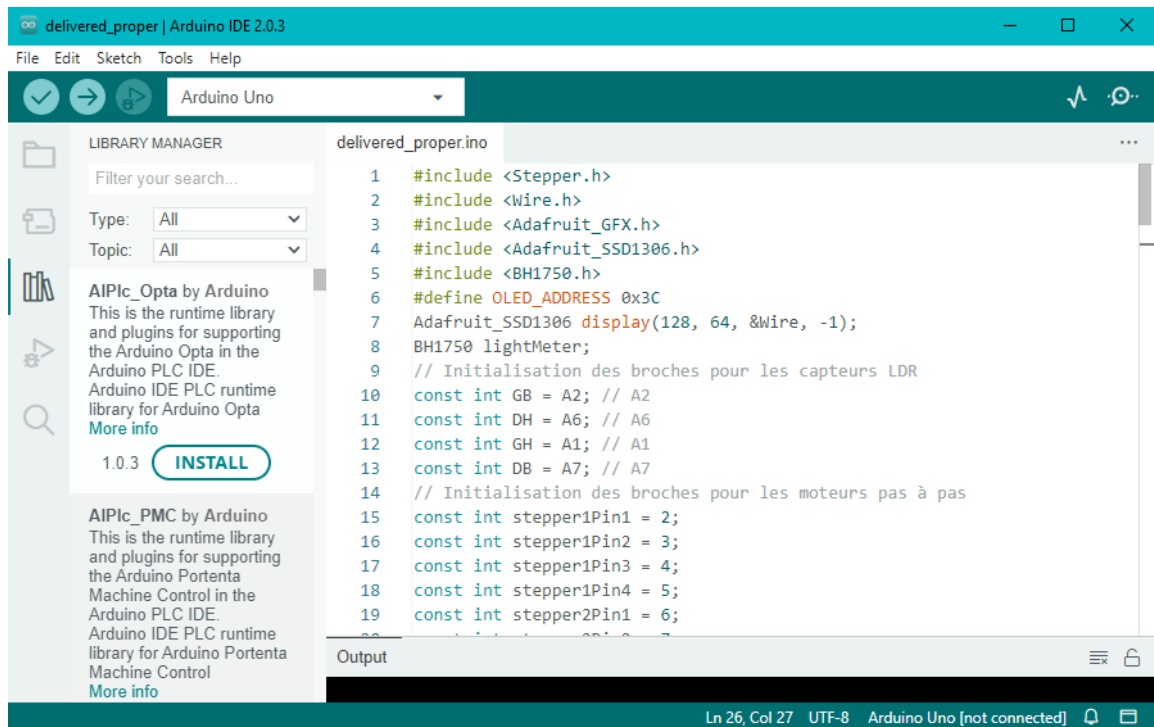 delivered_proper | Arduino IDE 2.0.3
File Edit Sketch Tools Help
Arduino Uno
LIBRARY MANAGER
Filter your search...
Type: All
Topic: All
AIPlc_Opta by Arduino
This is the runtime library
and plugins for supporting
the Arduino Opta in the
Arduino PLC IDE.
Arduino IDE PLC runtime
library for Arduino Opta
More info
1.0.3 INSTALL
AIPlc_PMC by Arduino
This is the runtime library
and plugins for supporting
the Arduino Portenta
Machine Control in the
Arduino PLC IDE.
Arduino IDE PLC runtime
library for Arduino Portenta
Machine Control
More info
delivered_proper.ino
1 #include <Stepper.h>
2 #include <Wire.h>
3 #include <Adafruit_GFX.h>
4 #include <Adafruit_SSD1306.h>
5 #include <BH1750.h>
6 #define OLED_ADDRESS 0x3C
7 Adafruit_SSD1306 display(128, 64, &Wire, -1);
8 BH1750 lightMeter;
9 // Initialisation des broches pour les capteurs LDR
10 const int GB = A2; // A2
11 const int DH = A6; // A6
12 const int GH = A1; // A1
13 const int DB = A7; // A7
14 // Initialisation des broches pour les moteurs pas à pas
15 const int stepper1Pin1 = 2;
16 const int stepper1Pin2 = 3;
17 const int stepper1Pin3 = 4;
18 const int stepper1Pin4 = 5;
19 const int stepper2Pin1 = 6;
Output
Ln 26, Col 27 UTF-8 Arduino Uno [not connected]